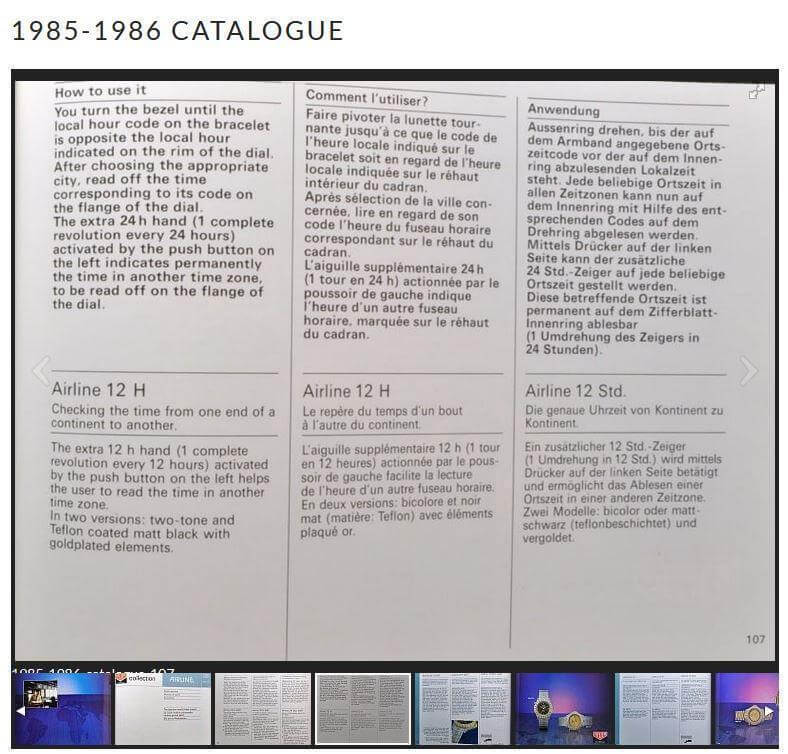 1985-1986 CATALOGUE
How to use it
You turn the bezel until the
local hour code on the bracelet
is opposite the local hour
indicated on the rim of the dial.
After choosing the appropriate
city, read off the time
corresponding to its code on
the flange of the dial.
The extra 24 h hand (1 complete
revolution every 24 hours)
activated by the push button on
the left indicates permanently
the time in another time zone,
to be read off on the flange of
the dial.
Airline 12 H
Checking the time from one end of a
continent to another.
The extra 12 h hand (1 complete
revolution every 12 hours) activated
by the push button on the left helps
the user to read the time in another
time zone.
In two versions: two-tone and
Teflon coated matt black with
goldplated elements.
Comment l'utiliser?
Faire pivoter la lunette tour-
nante jusqu'à ce que le code de
l'heure locale indiqué sur le
bracelet soit en regard de l'heure
locale indiquée sur le réhaut
intérieur du cadran.
Après sélection de la ville con-
cernée, lire en regard de son
code l'heure du fuseau horaire
correspondant sur le réhaut du
cadran.
L'aiguille supplémentaire 24 h
(1 tour en 24 h) actionnée par le
poussoir de gauche indique
l'heure d'un autre fuseau
horaire, marquée sur le réhaut
du cadran.
Airline 12 H
Le repère du temps d'un bout
à l'autre du continent.
L'aiguille supplémentaire 12 h (1 tour
en 12 heures) actionnée par le pous-
soir de gauche facilite la lecture
de l'heure d'un autre fuseau horaire.
En deux versions: bicolore et noir
mat (matière: Teflon) avec éléments
plaqué or.
Anwendung
Aussenring drehen, bis der auf
dem Armband angegebene Orts-
zeitcode vor der auf dem Innen-
ring abzulesenden Lokalzeit
steht. Jede beliebige Ortszeit in
allen Zeitzonen kann nun auf
dem Innenring mit Hilfe des ent-
sprechenden Codes auf dem
Drehring abgelesen werden.
Mittels Drücker auf der linken
Seite kann der zusätzliche
24 Std.-Zeiger auf jede beliebige
Ortszeit gestellt werden.
Diese betreffende Ortszeit ist
permanent auf dem Zifferblatt-
Innenring ablesbar
(1 Umdrehung des Zeigers in
24 Stunden).
Airline 12 Std.
Die genaue Uhrzeit von Kontinent zu
Kontinent.
Ein zusätzlicher 12 Std.-Zeiger
(1 Umdrehung in 12 Std.) wird mittels
Drücker auf der linken Seite betätigt
und ermöglicht das Ablesen einer
Ortszeit in einer anderen Zeitzone.
Zwei Modelle: bicolor oder matt-
schwarz (teflonbeschichtet) und
vergoldet.
107
1985-1986-catalogue-107
collection
AIRLINE